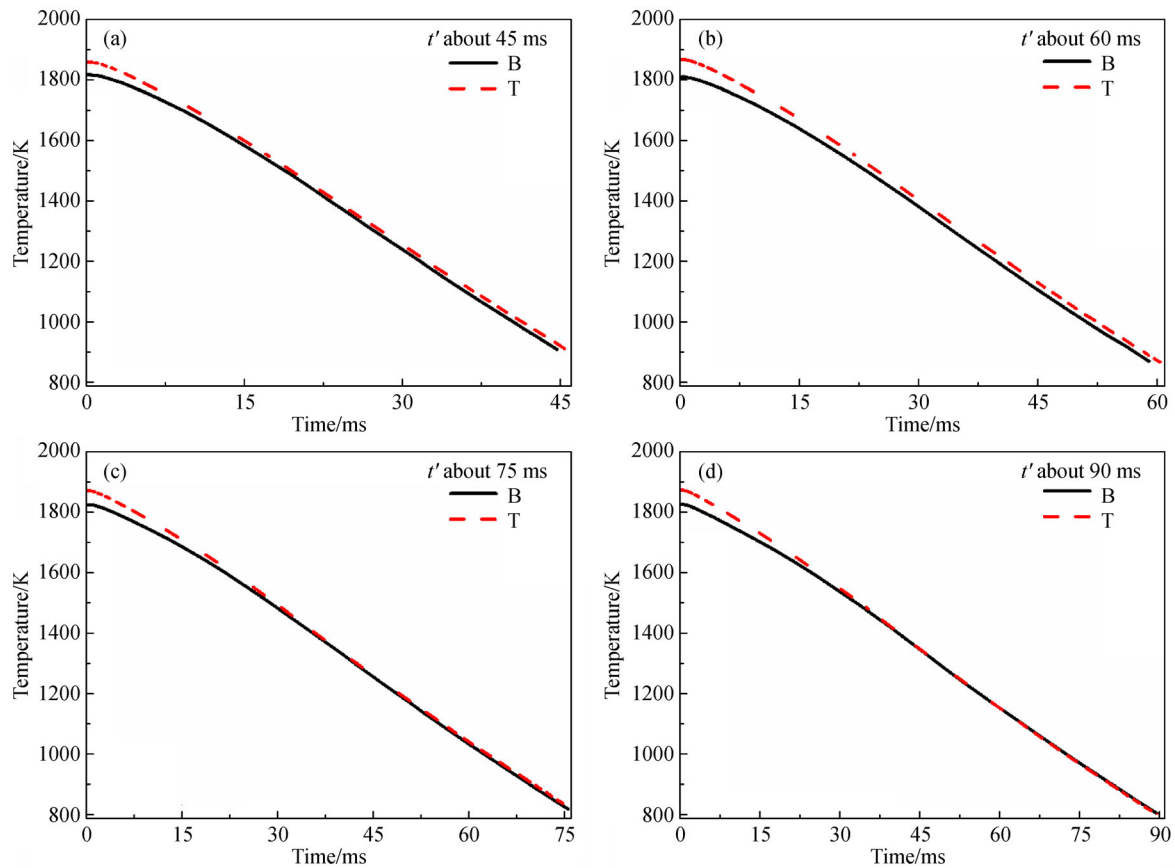 2000
(a)
t′ about 45 ms
B
T
1800
1600
1400
1200
1000
800
Temperature/K
0
15
30
45
Time/ms
2000
(b)
t′ about 60 ms
B
T
1800
1600
1400
1200
1000
800
Temperature/K
0
15
30
45
60
Time/ms
2000
(c)
t′ about 75 ms
B
T
1800
1600
1400
1200
1000
800
Temperature/K
0
15
30
45
60
75
Time/ms
2000
(d)
t′ about 90 ms
B
T
1800
1600
1400
1200
1000
800
Temperature/K
0
15
30
45
60
75
90
Time/ms